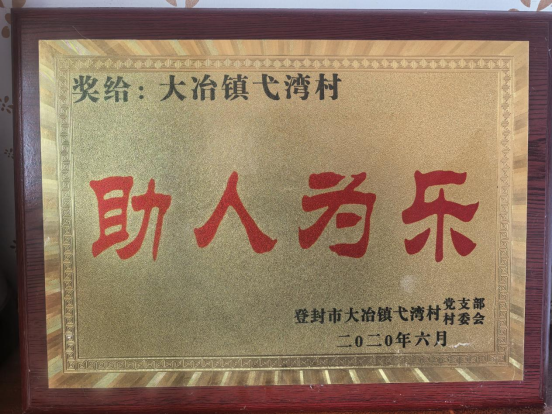 奖给：大冶镇弋湾村
助人为乐
登封市大冶镇弋湾村党支部
村委会
二〇二〇年六月